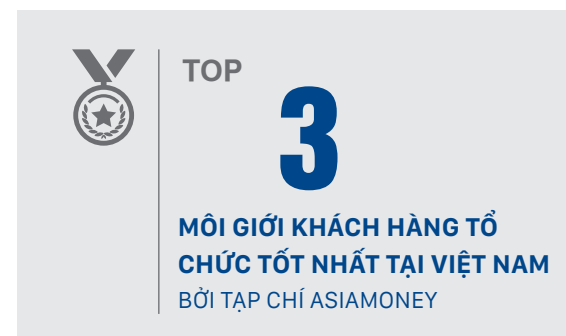 TOP
3
MÔI GIỚI KHÁCH HÀNG TỔ
CHỨC TỐT NHẤT TẠI VIỆT NAM
BỞI TẠP CHÍ ASIAMONEY